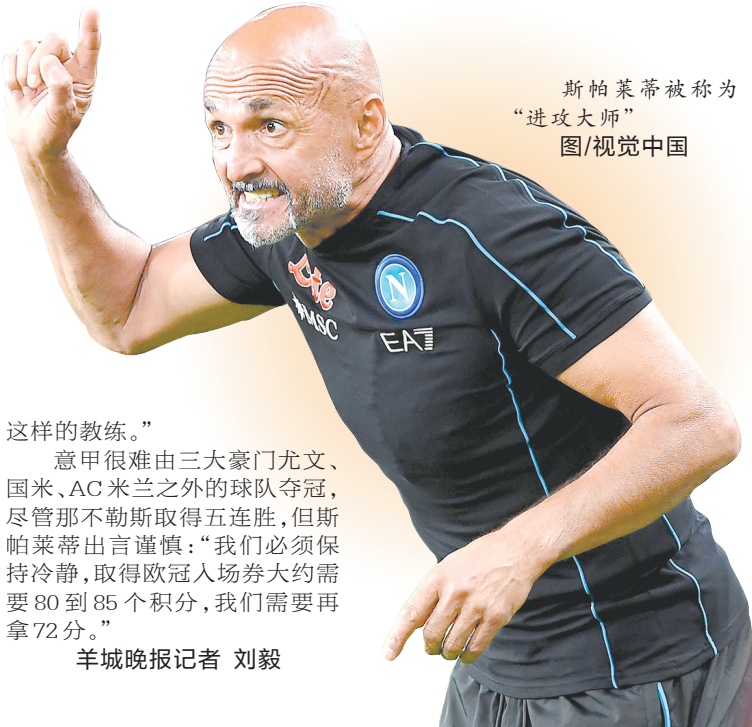 斯帕莱蒂被称为
“进攻大师”
图/视觉中国
Lete
MSC
N
EA7
这样的教练。”
意甲很难由三大豪门尤文、
国米、AC米兰之外的球队夺冠，
尽管那不勒斯取得五连胜，但斯
帕莱蒂出言谨慎：“我们必须保
持冷静，取得欧冠入场券大约需
要80到85个积分，我们需要再
拿72分。”
羊城晚报记者 刘毅